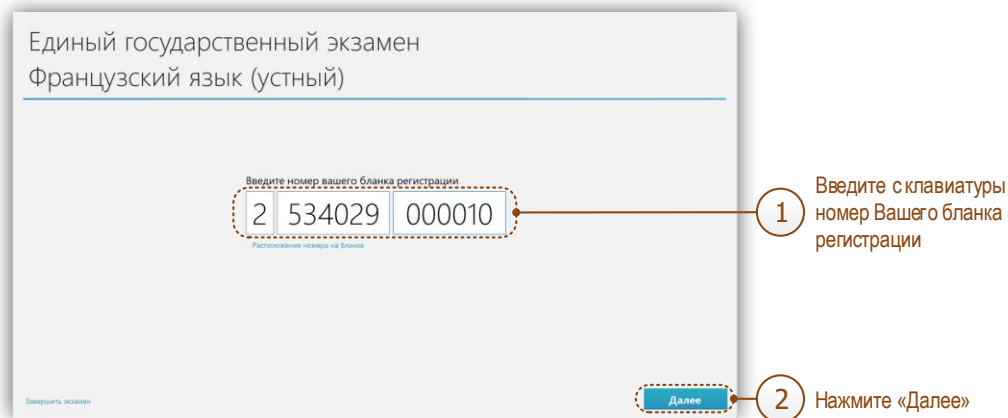 Единый государственный экзамен
Французский язык (устный)
Введите номер вашего бланка регистрации
2 534029 000010
Расположение номера на бланке
1
Введите с клавиатуры
номер Вашего бланка
регистрации
Завершить экзамен
Далее
2
Нажмите «Далее»